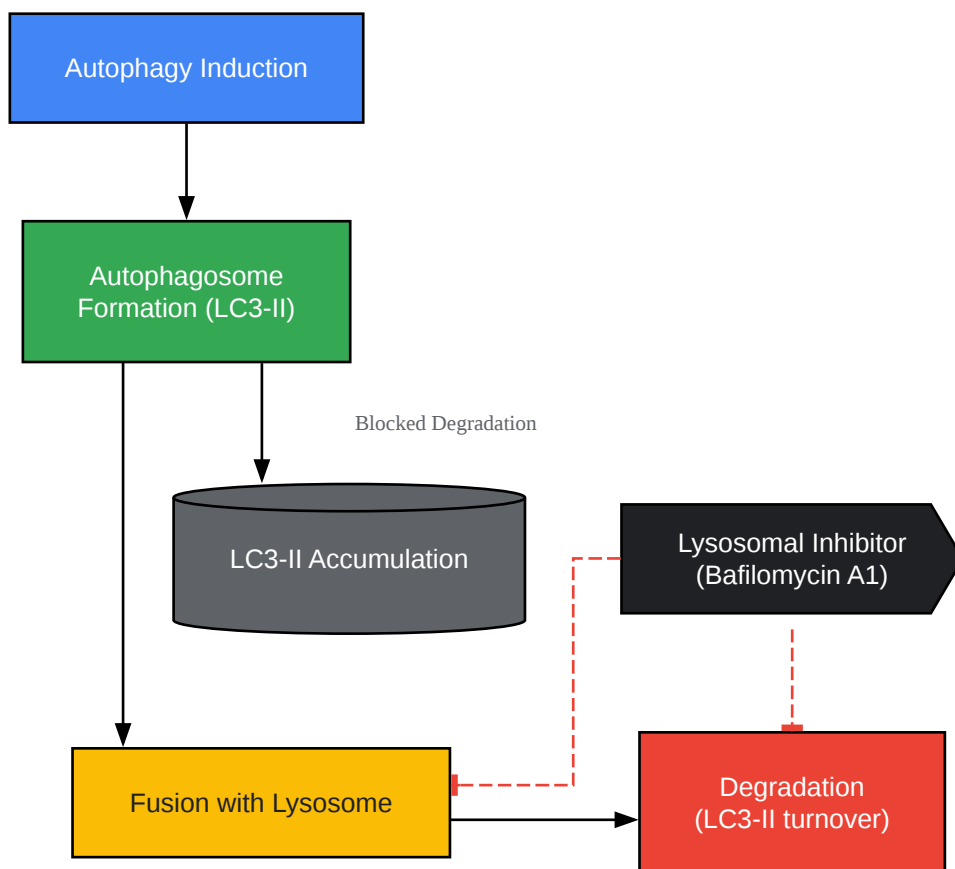 Autophagy Induction
Autophagosome
Formation (LC3-II)
Blocked Degradation
LC3-II Accumulation
Lysosomal Inhibitor
(Bafilomycin A1)
Fusion with Lysosome
Degradation
(LC3-II turnover)